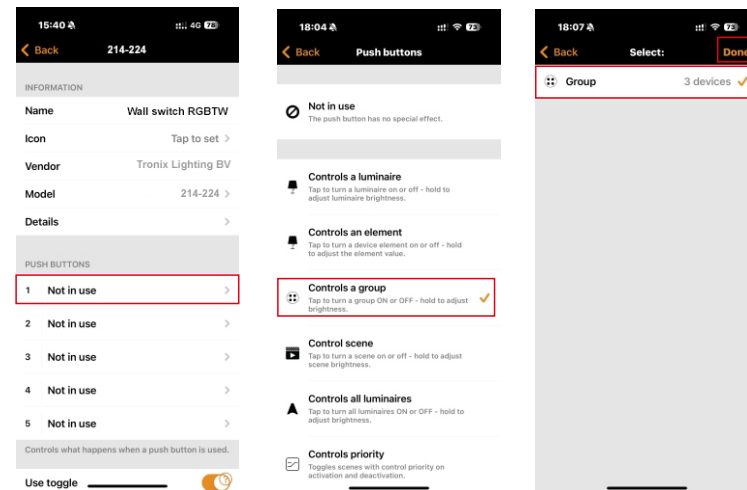 15:40 4G 73
Back 214-224
INFORMATION
Name Wall switch RGBTW
Icon Tap to set
Vendor Tronix Lighting BV
Model 214-224
Details
PUSH BUTTONS
1 Not in use
2 Not in use
3 Not in use
4 Not in use
5 Not in use
Controls what happens when a push button is used.
Use toggle
18:04 73
Back Push buttons
Not in use
The push button has no special effect.
Controls a luminaire
Tap to turn a luminaire on or off - hold to
adjust luminaire brightness.
Controls an element
Tap to turn a device element on or off - hold
to adjust the element value.
Controls a group
Tap to turn a group ON or OFF - hold to adjust
brightness.
Control scene
Tap to turn a scene on or off - hold to adjust
scene brightness.
Controls all luminaires
Tap to turn all luminaires ON or OFF - hold to
adjust brightness.
Controls priority
Toggles scenes with control priority on
activation and deactivation.
18:07 73
Back Select: Done
Group 3 devices